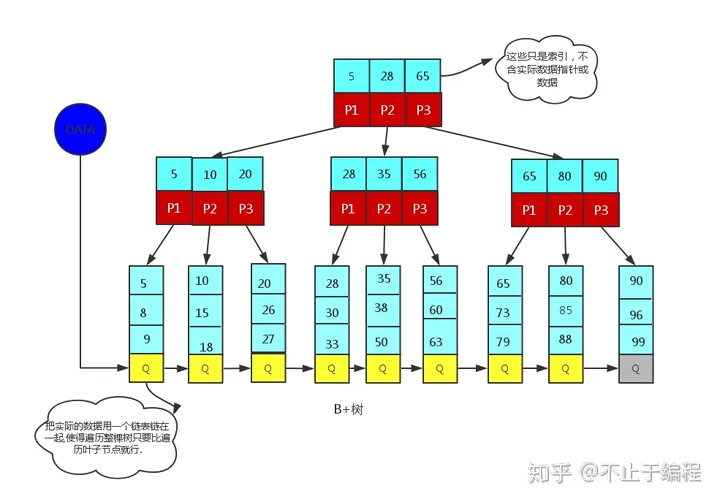 5 28 65
P1 P2 P3
这些只是索引，不
含实际数据指针或
数据
DATA
5 10 20
P1 P2 P3
28 35 56
P1 P2 P3
65 80 90
P1 P2 P3
5 10 20 28 35 56 65 80 90
8 15 26 30 38 60 73 85 96
9 18 27 33 50 63 79 88 99
Q Q Q Q Q Q Q Q Q
B+树
把实际的数据用一个链表链在
一起,使得遍历整棵树只要比遍
历叶子节点就行.
知乎 @不止于编程